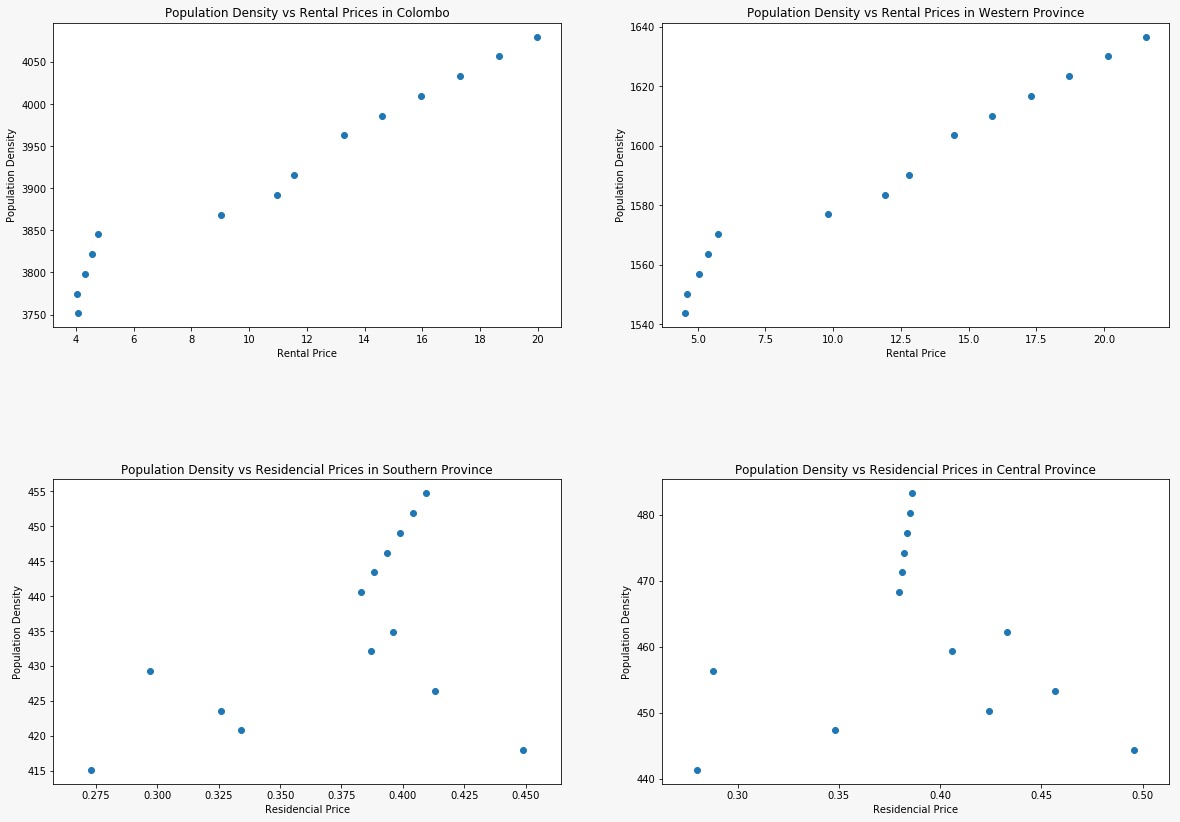 Population Density vs Rental Prices in Colombo
Population Density
4050
4000
3950
3900
3850
3800
3750
4 6 8 10 12 14 16 18 20
Rental Price
Population Density vs Rental Prices in Western Province
Population Density
1640
1620
1600
1580
1560
1540
5.0 7.5 10.0 12.5 15.0 17.5 20.0
Rental Price
Population Density vs Residencial Prices in Southern Province
Population Density
455
450
445
440
435
430
425
420
415
0.275 0.300 0.325 0.350 0.375 0.400 0.425 0.450
Residencial Price
Population Density vs Residencial Prices in Central Province
Population Density
480
470
460
450
440
0.30 0.35 0.40 0.45 0.50
Residencial Price